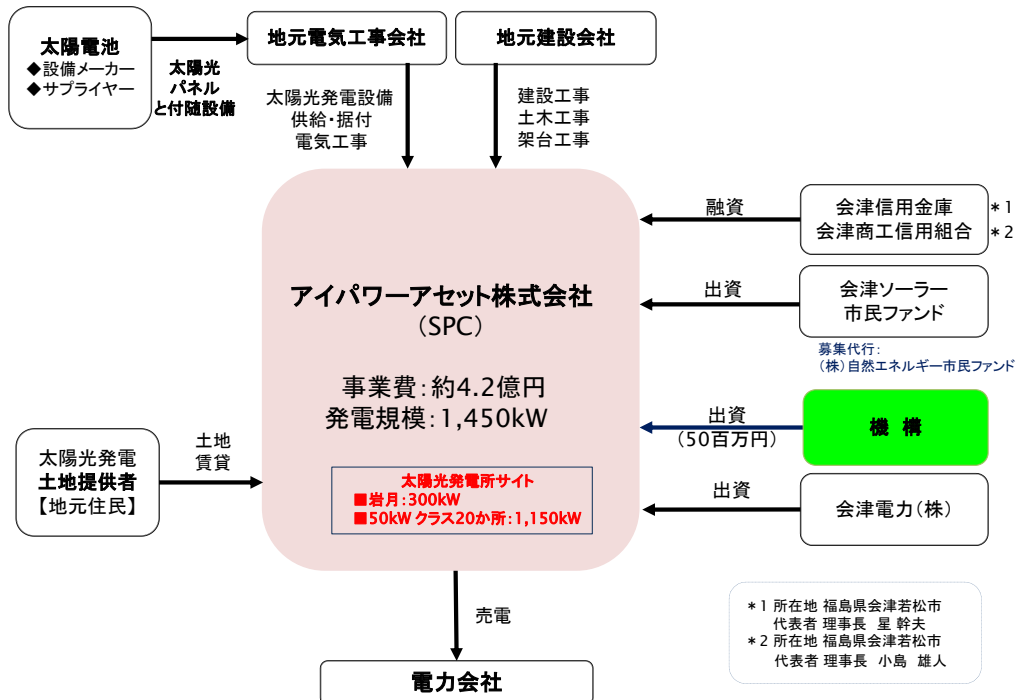 太陽電池
◆設備メーカー
◆サプライヤー
太陽光
パネル
と付随設備
地元電気工事会社
地元建設会社
太陽光発電設備
供給・据付
電気工事
建設工事
土木工事
架台工事
アイパワーアセット株式会社
(SPC)
事業費：約4.2億円
発電規模：1,450kW
太陽光発電所サイト
■岩月：300kW
■50kW クラス20か所：1,150kW
融資
会津信用金庫 ＊1
会津商工信用組合 ＊2
出資
会津ソーラー
市民ファンド
募集代行：
(株)自然エネルギー市民ファンド
出資
(50百万円)
機 構
出資
会津電力(株)
太陽光発電
土地提供者
【地元住民】
土地
賃貸
売電
電力会社
＊1 所在地 福島県会津若松市
代表者 理事長 星 幹夫
＊2 所在地 福島県会津若松市
代表者 理事長 小島 雄人